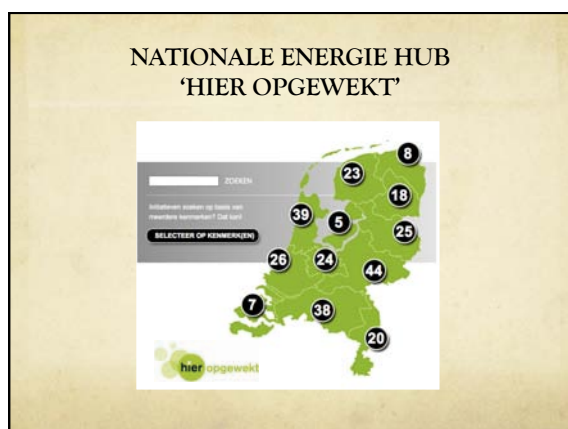 NATIONALE ENERGIE HUB
‘HIER OPGEWEKT’
8
23
ZOEKEN
18
Initiatieven zoeken op basis van
meerdere kenmerken? Dat kan!
39
5
SELECTEER OP KENMERK(EN)
25
26
24
44
7
38
20
hier opgewekt